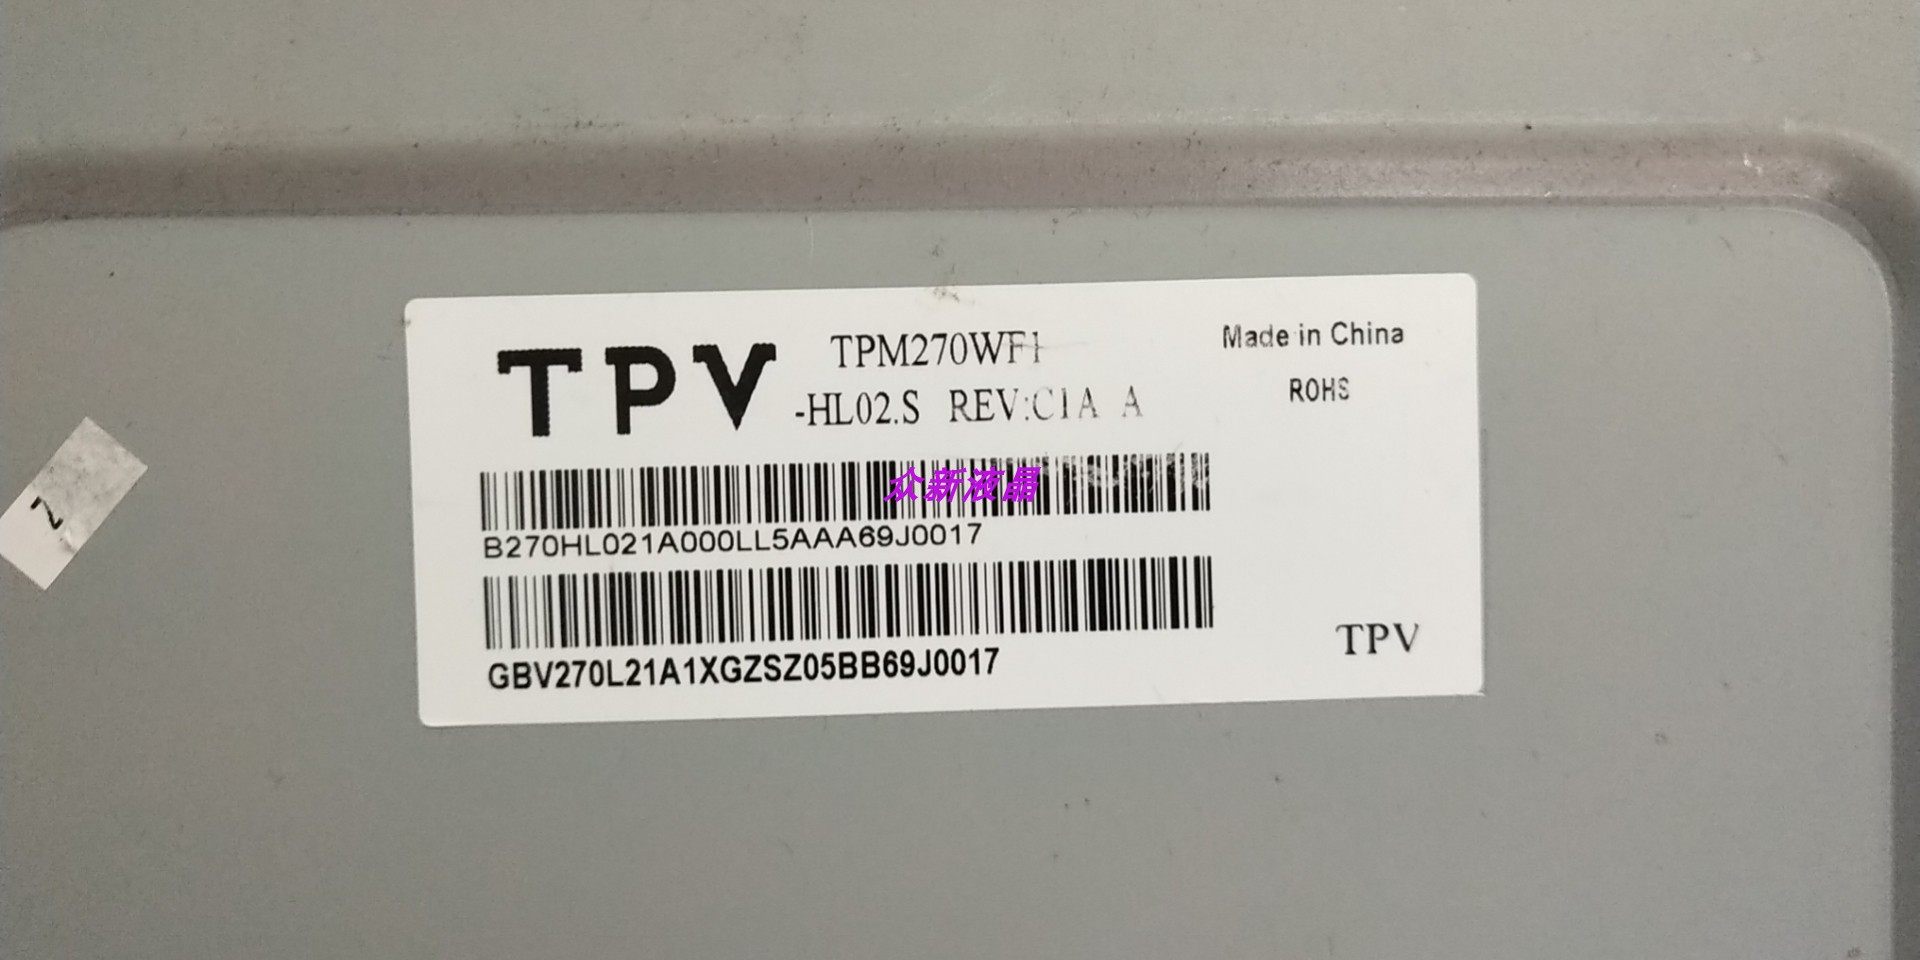 TPV
TPM270WF1
-HL02.S REV:C1A A
Made in China
ROHS
众新液晶
B270HL021A000LL5AAA69J0017
GBV270L21A1XGZSZ05BB69J0017
TPV
N